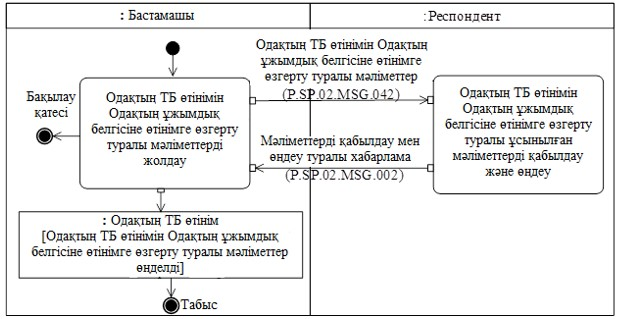 : Бастамашы
:Респондент
Одақтың ТБ өтінімін Одақтың
ұжымдық белгісіне өтінімге
өзгерту туралы мәліметтер
(P.SP.02.MSG.042)
Бақылау
қатесі
Одақтың ТБ өтінімін
Одақтың ұжымдық
белгісіне өтінімге өзгерту
туралы мәліметтерді
жолдау
Одақтың ТБ өтінімін
Одақтың ұжымдық
белгісіне өтінімге өзгерту
туралы ұсынылған
мәліметтерді қабылдау
және өңдеу
Мәліметтерді қабылдау мен
өңдеу туралы хабарлама
(P.SP.02.MSG.002)
: Одақтың ТБ өтінім
[Одақтың ТБ өтінімін Одақтың ұжымдық
белгісіне өтінімге өзгерту туралы мәліметтер
өңделді]
Табыс